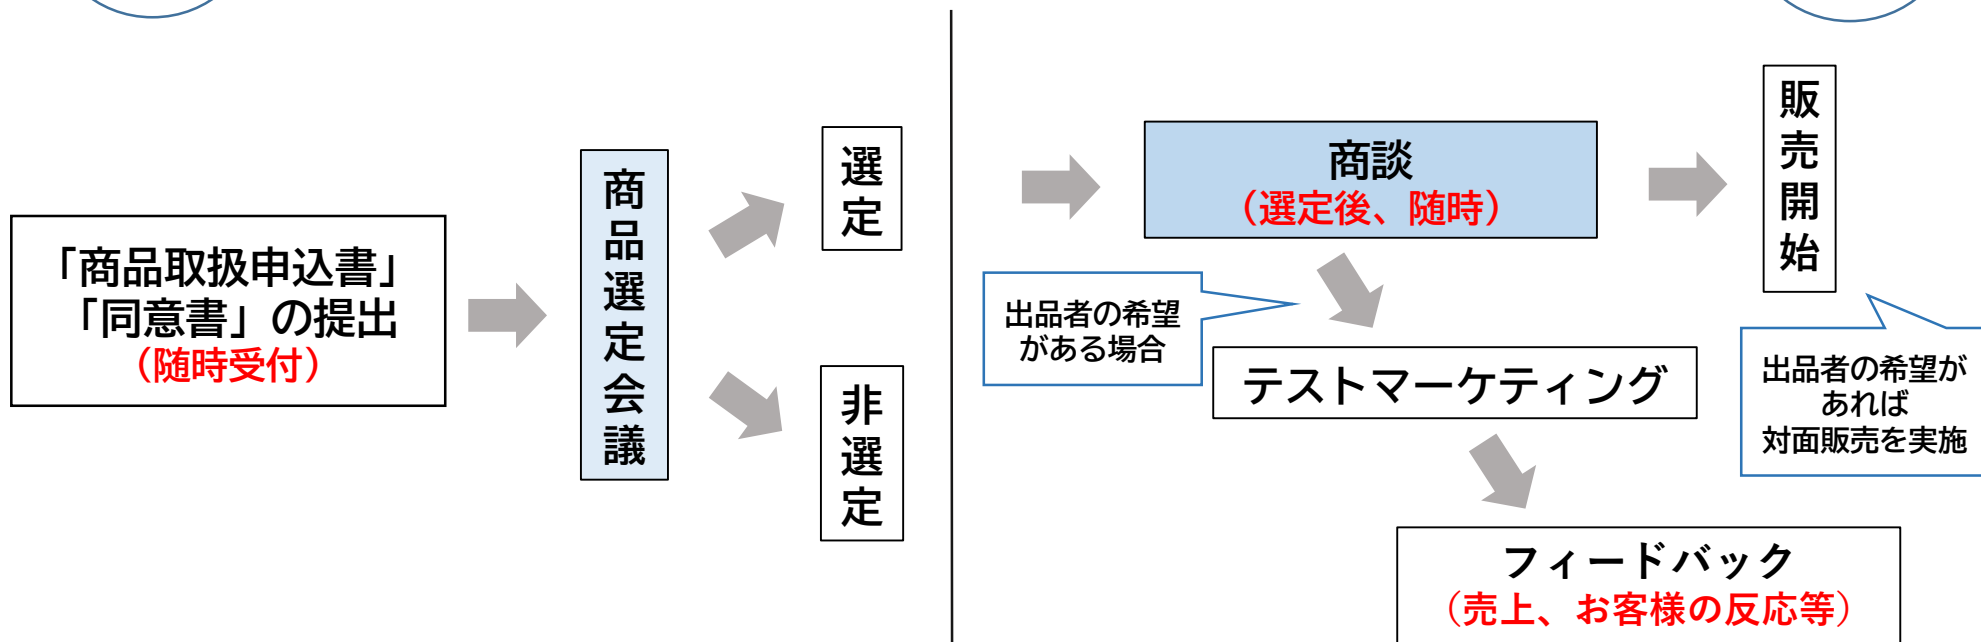 「商品取扱申込書」
「同意書」の提出
（随時受付）
商品選定会議
選定
非選定
商談
（選定後、随時）
販売開始
出品者の希望
がある場合
テストマーケティング
出品者の希望が
あれば
対面販売を実施
フィードバック
（売上、お客様の反応等）